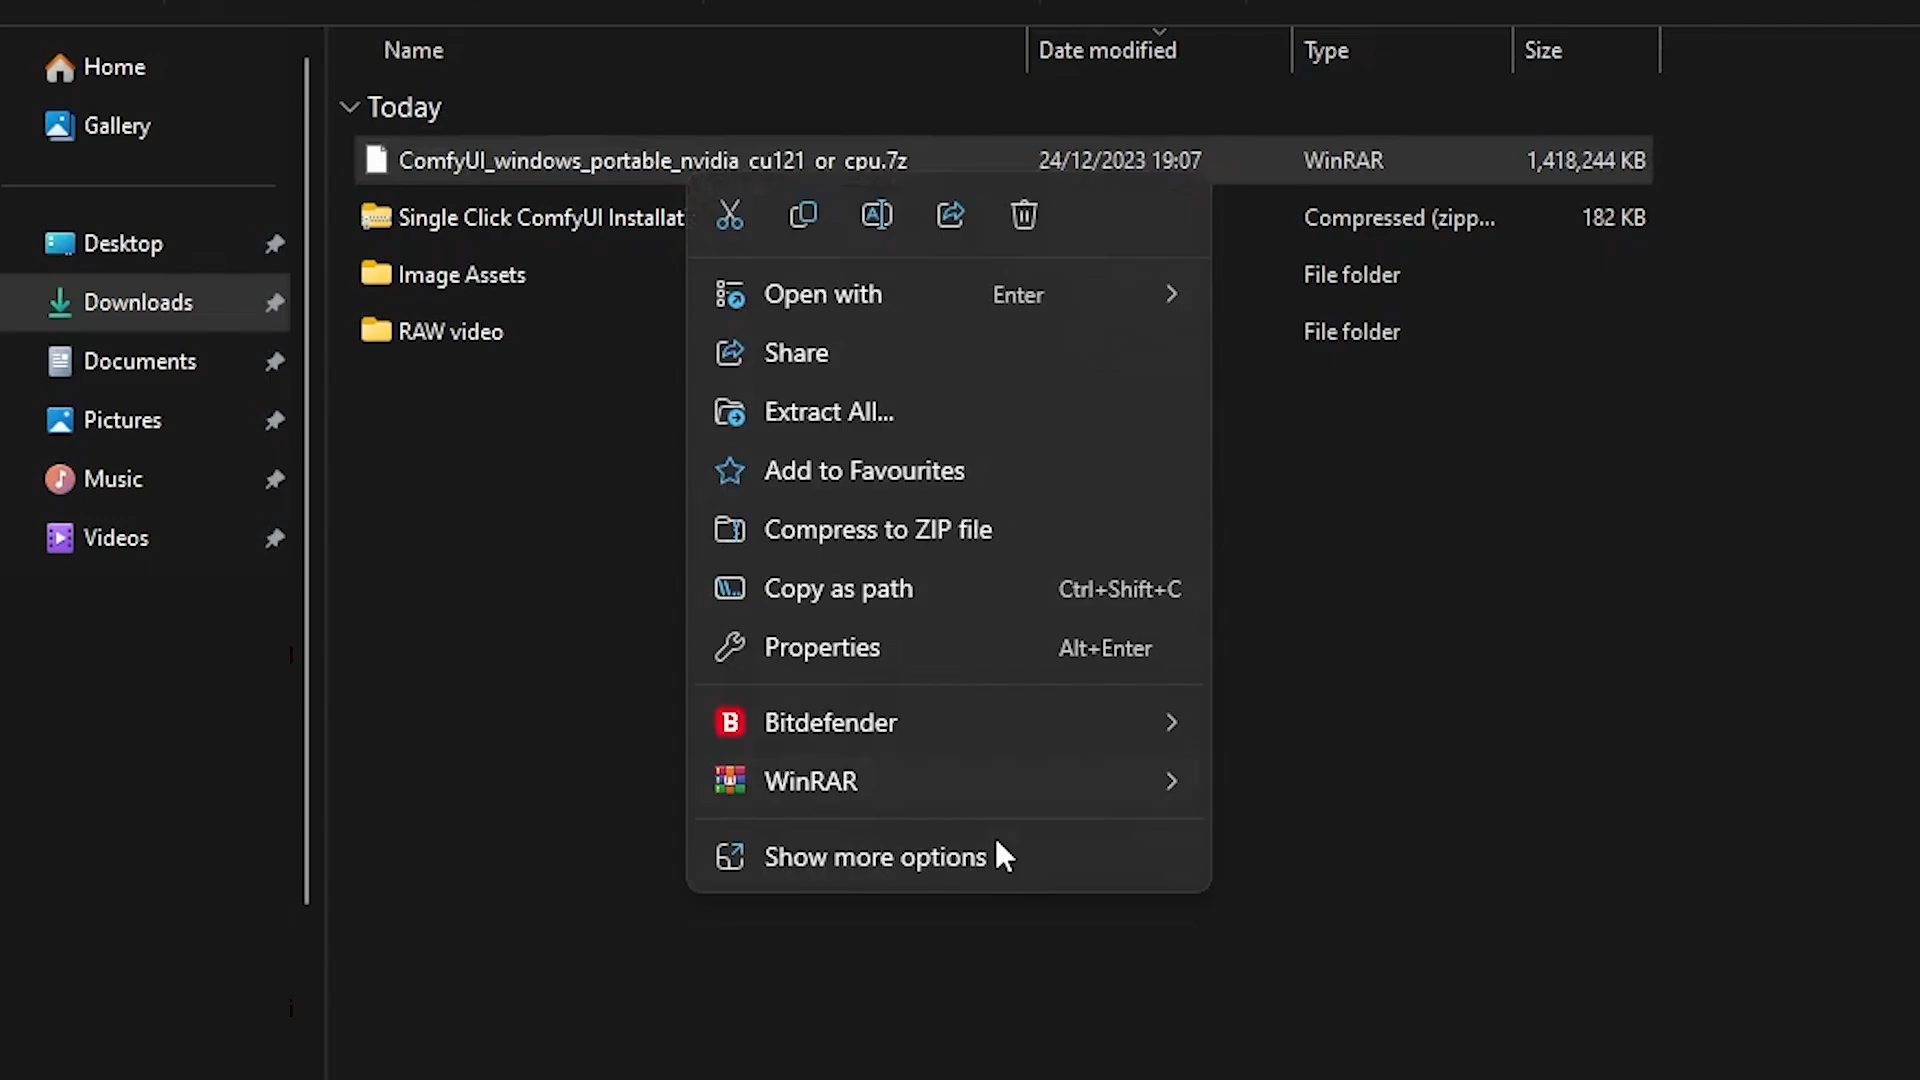 Home
Gallery
Desktop
Downloads
Documents
Pictures
Music
Videos
Name Date modified Type Size
Today
ComfyUI_windows_portable_nvidia_cu121_or_cpu.7z 24/12/2023 19:07 WinRAR 1,418,244 KB
Single Click ComfyUI Installat Compressed (zipp... 182 KB
Image Assets File folder
RAW video File folder
Open with Enter
Share
Extract All...
Add to Favourites
Compress to ZIP file
Copy as path Ctrl+Shift+C
Properties Alt+Enter
B Bitdefender
WinRAR
Show more options